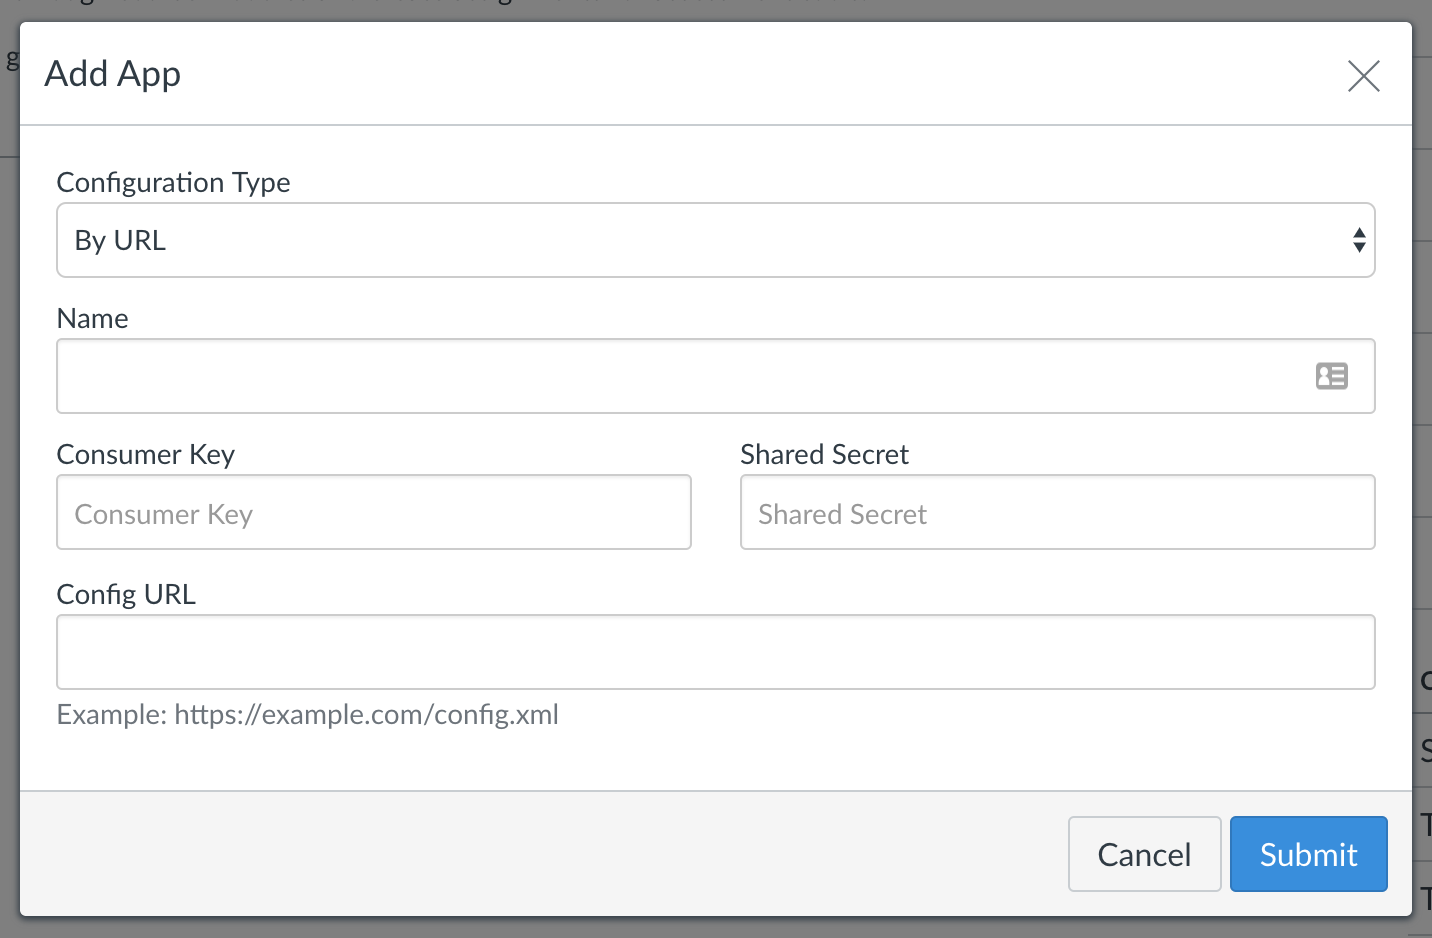 Add App
Configuration Type
By URL
Name
Consumer Key
Shared Secret
Consumer Key
Shared Secret
Config URL
Example: https://example.com/config.xml
Cancel
Submit